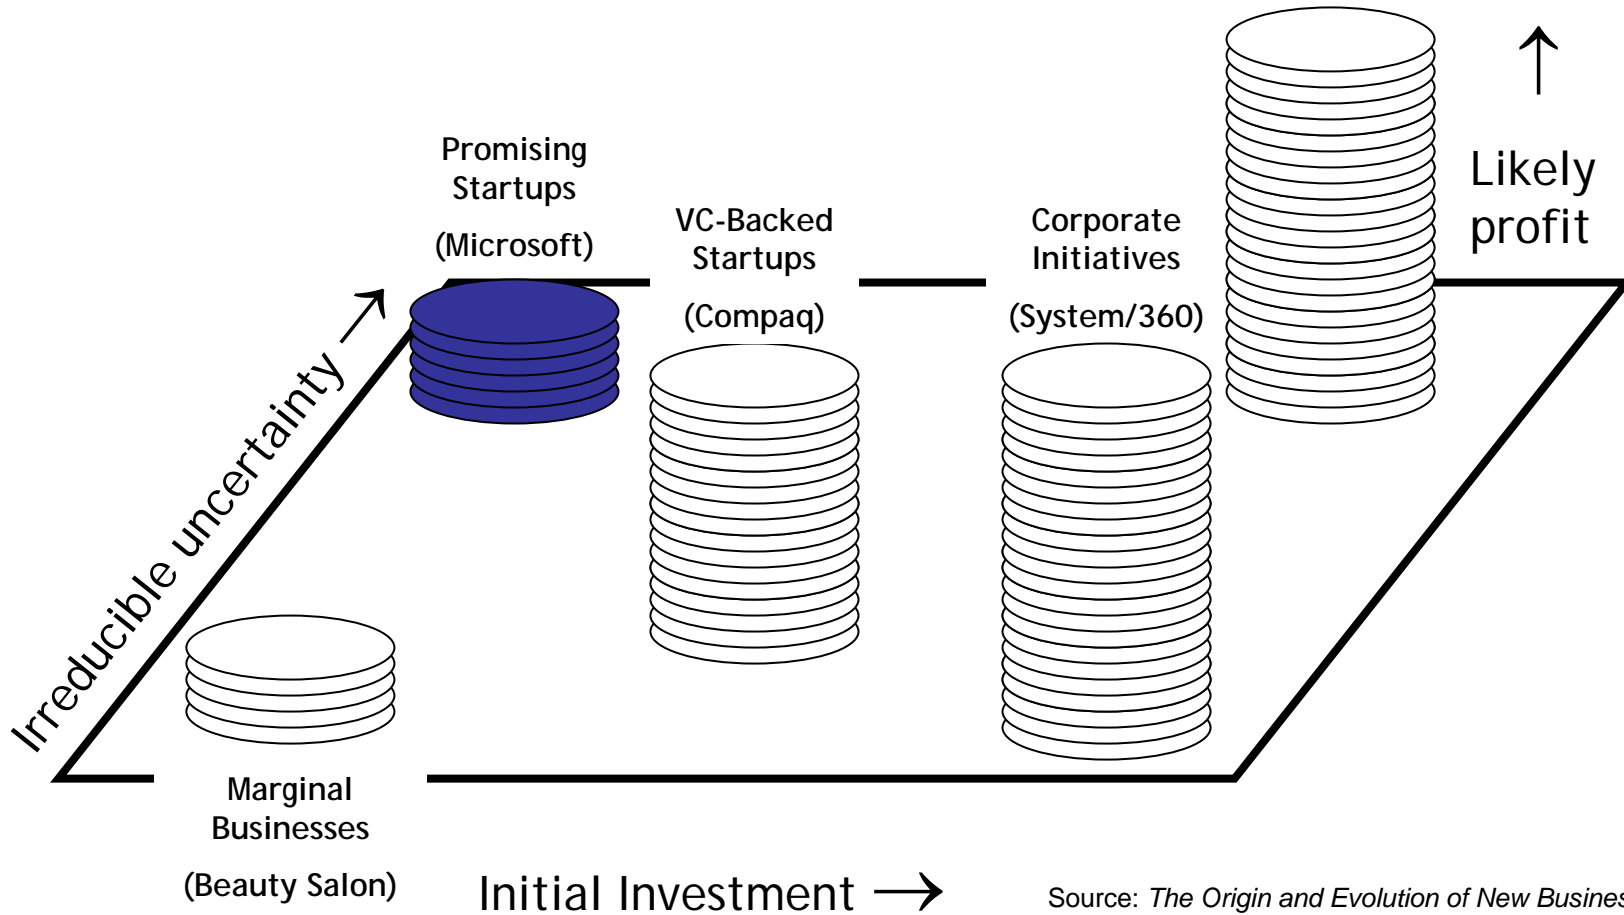 Promising
Startups
(Microsoft)
VC-Backed
Startups
(Compaq)
Corporate
Initiatives
(System/360)
↑
Likely
profit
Irreducible uncertainty →
Marginal
Businesses
(Beauty Salon)
Initial Investment →
Source: The Origin and Evolution of New Busines